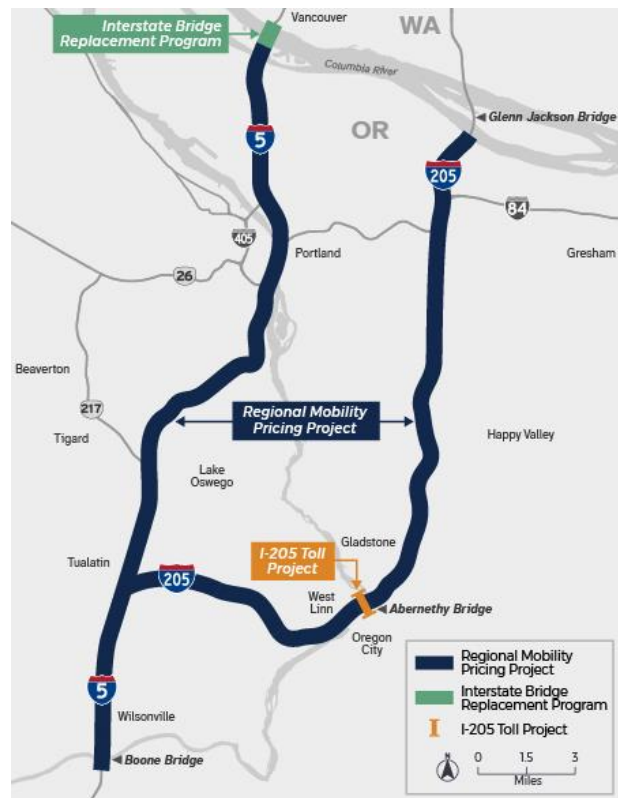 Interstate Bridge
Replacement Program
Vancouver
WA
Columbia River
Glenn Jackson Bridge
OR
5
205
84
405
Portland
Gresham
26
Beaverton
217
Tigard
Regional Mobility
Pricing Project
Happy Valley
Lake
Oswego
Gladstone
I-205 Toll
Project
Tualatin
205
West
Linn
Abernethy Bridge
Oregon
City
5
Wilsonville
Boone Bridge
Regional Mobility
Pricing Project
Interstate Bridge
Replacement Program
I-205 Toll Project
N
0 1.5 3
Miles